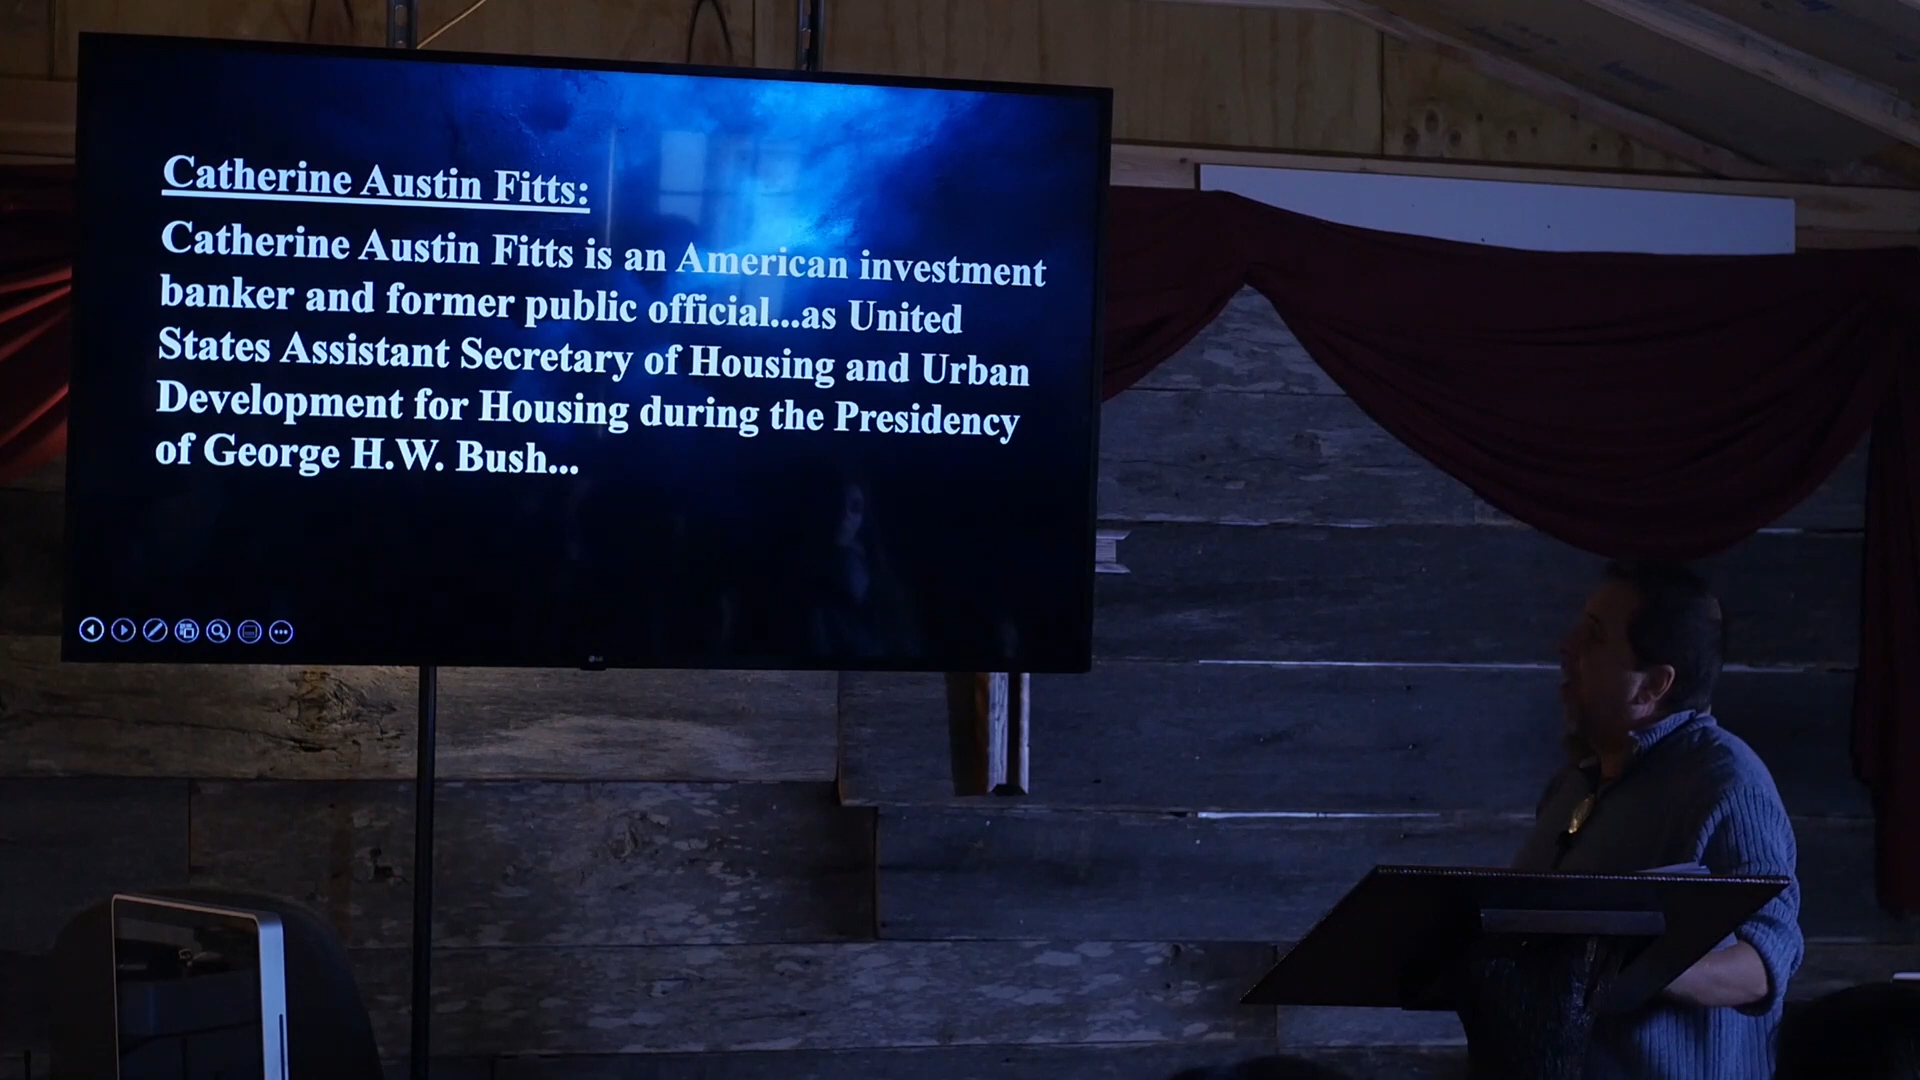 Catherine Austin Fitts:
Catherine Austin Fitts is an American investment
banker and former public official...as United
States Assistant Secretary of Housing and Urban
Development for Housing during the Presidency
of George H.W. Bush...
LG